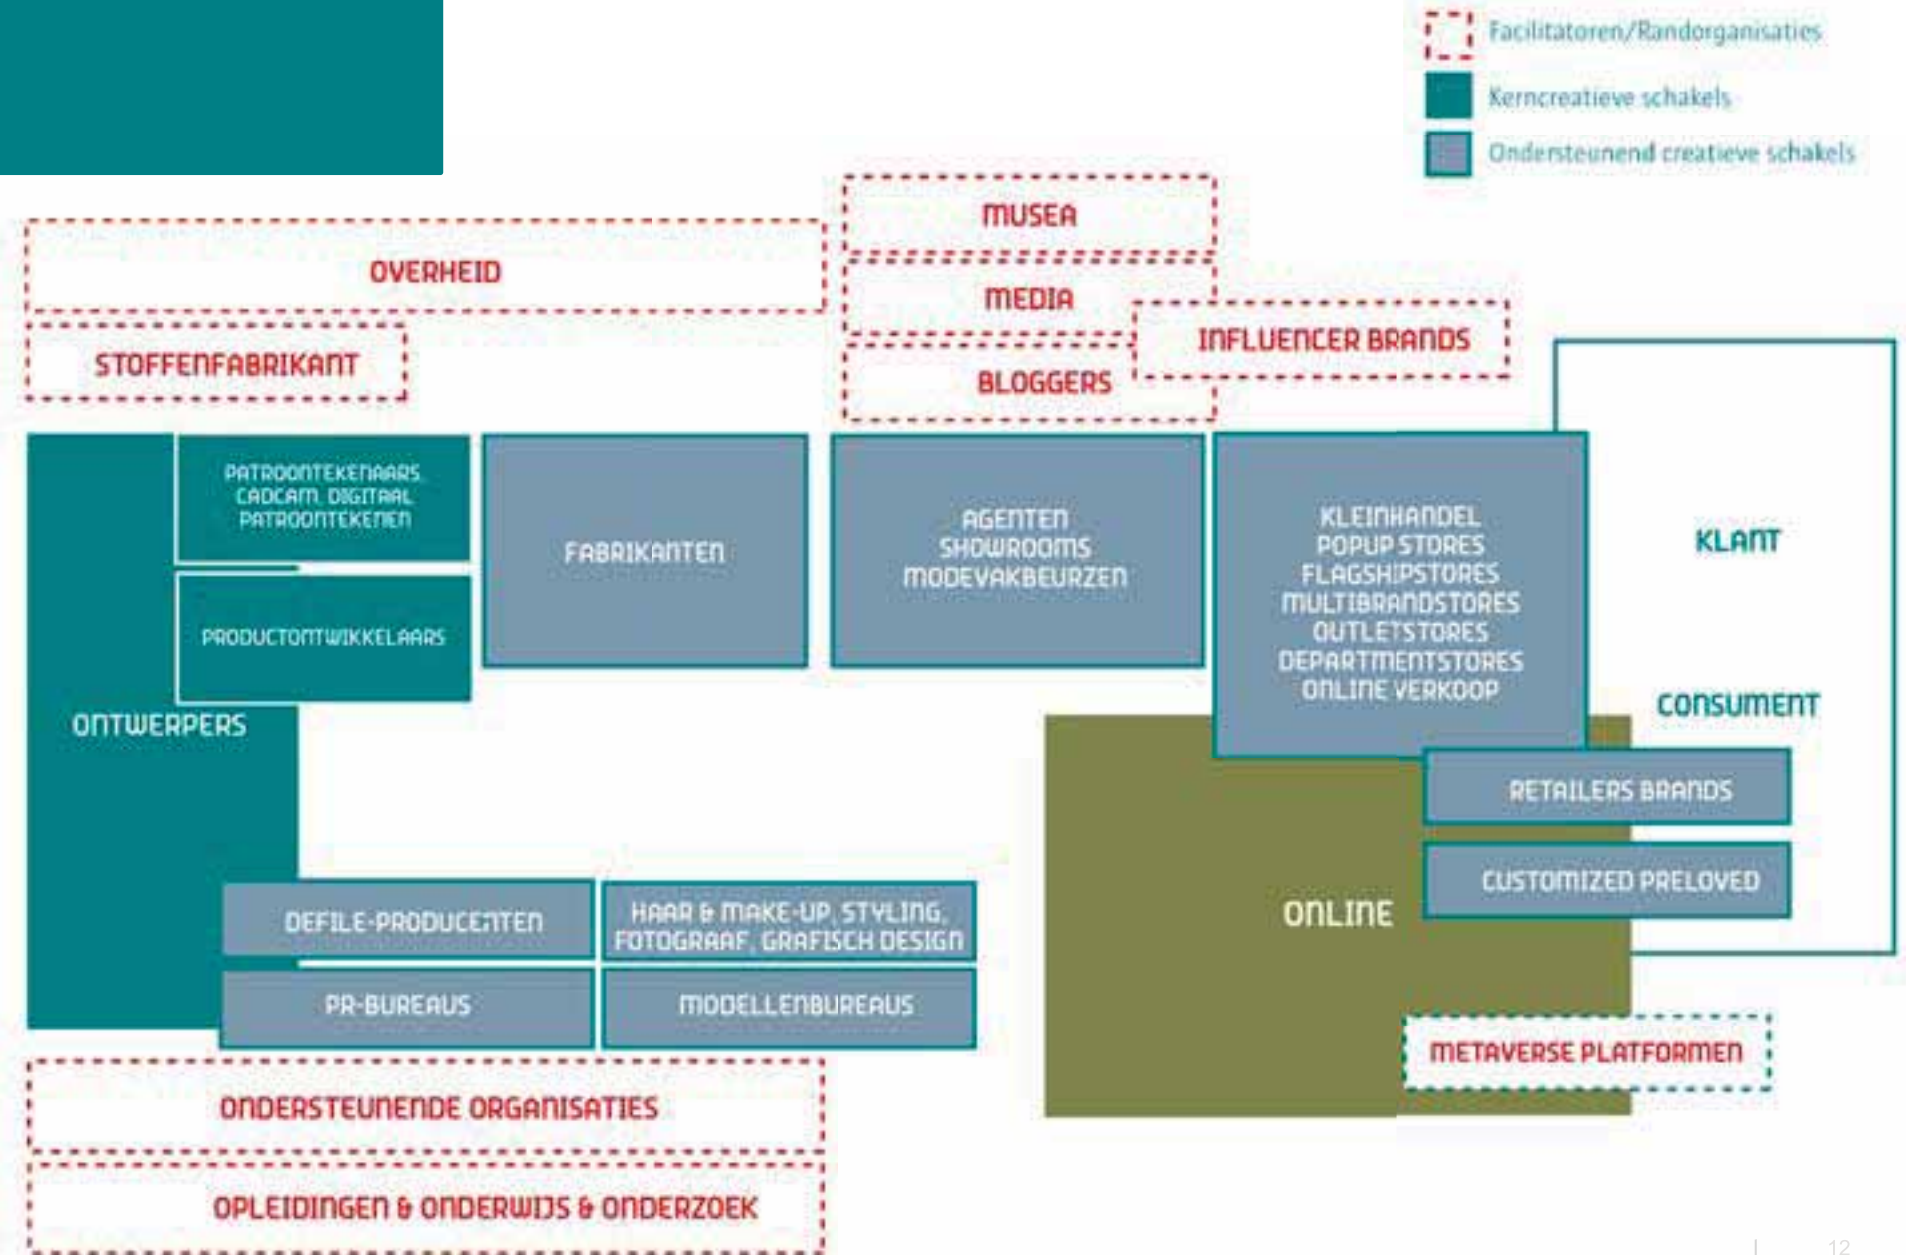 Facilitatoren/Randorganisaties
Kerncreatieve schakels
Ondersteunend creatieve schakels
MUSEA
OVERHEID
MEDIA
INFLUENCER BRANDS
STOFFENFABRIKANT
BLOGGERS
PATROONTEKENAARS,
CADCAM, DIGITAAL
PATROONTEKENEN
PRODUCTONTWIKKELAARS
ONTWERPERS
FABRIKANTEN
AGENTEN
SHOWROOMS
MODEVAKBEURZEN
KLEINHANDEL
POPUP STORES
FLAGSHIPSTORES
MULTIBRANDSTORES
OUTLETSTORES
DEPARTMENTSTORES
ONLINE VERKOOP
KLANT
CONSUMENT
RETAILERS BRANDS
CUSTOMIZED PRELOVED
ONLINE
DEFILE-PRODUCENTEN
HAAR & MAKE-UP, STYLING,
FOTOGRAAF, GRAFISCH DESIGN
PR-BUREAUS
MODELLENBUREAUS
METAVERSE PLATFORMEN
ONDERSTEUNENDE ORGANISATIES
OPLEIDINGEN & ONDERWIJS & ONDERZOEK
| 12